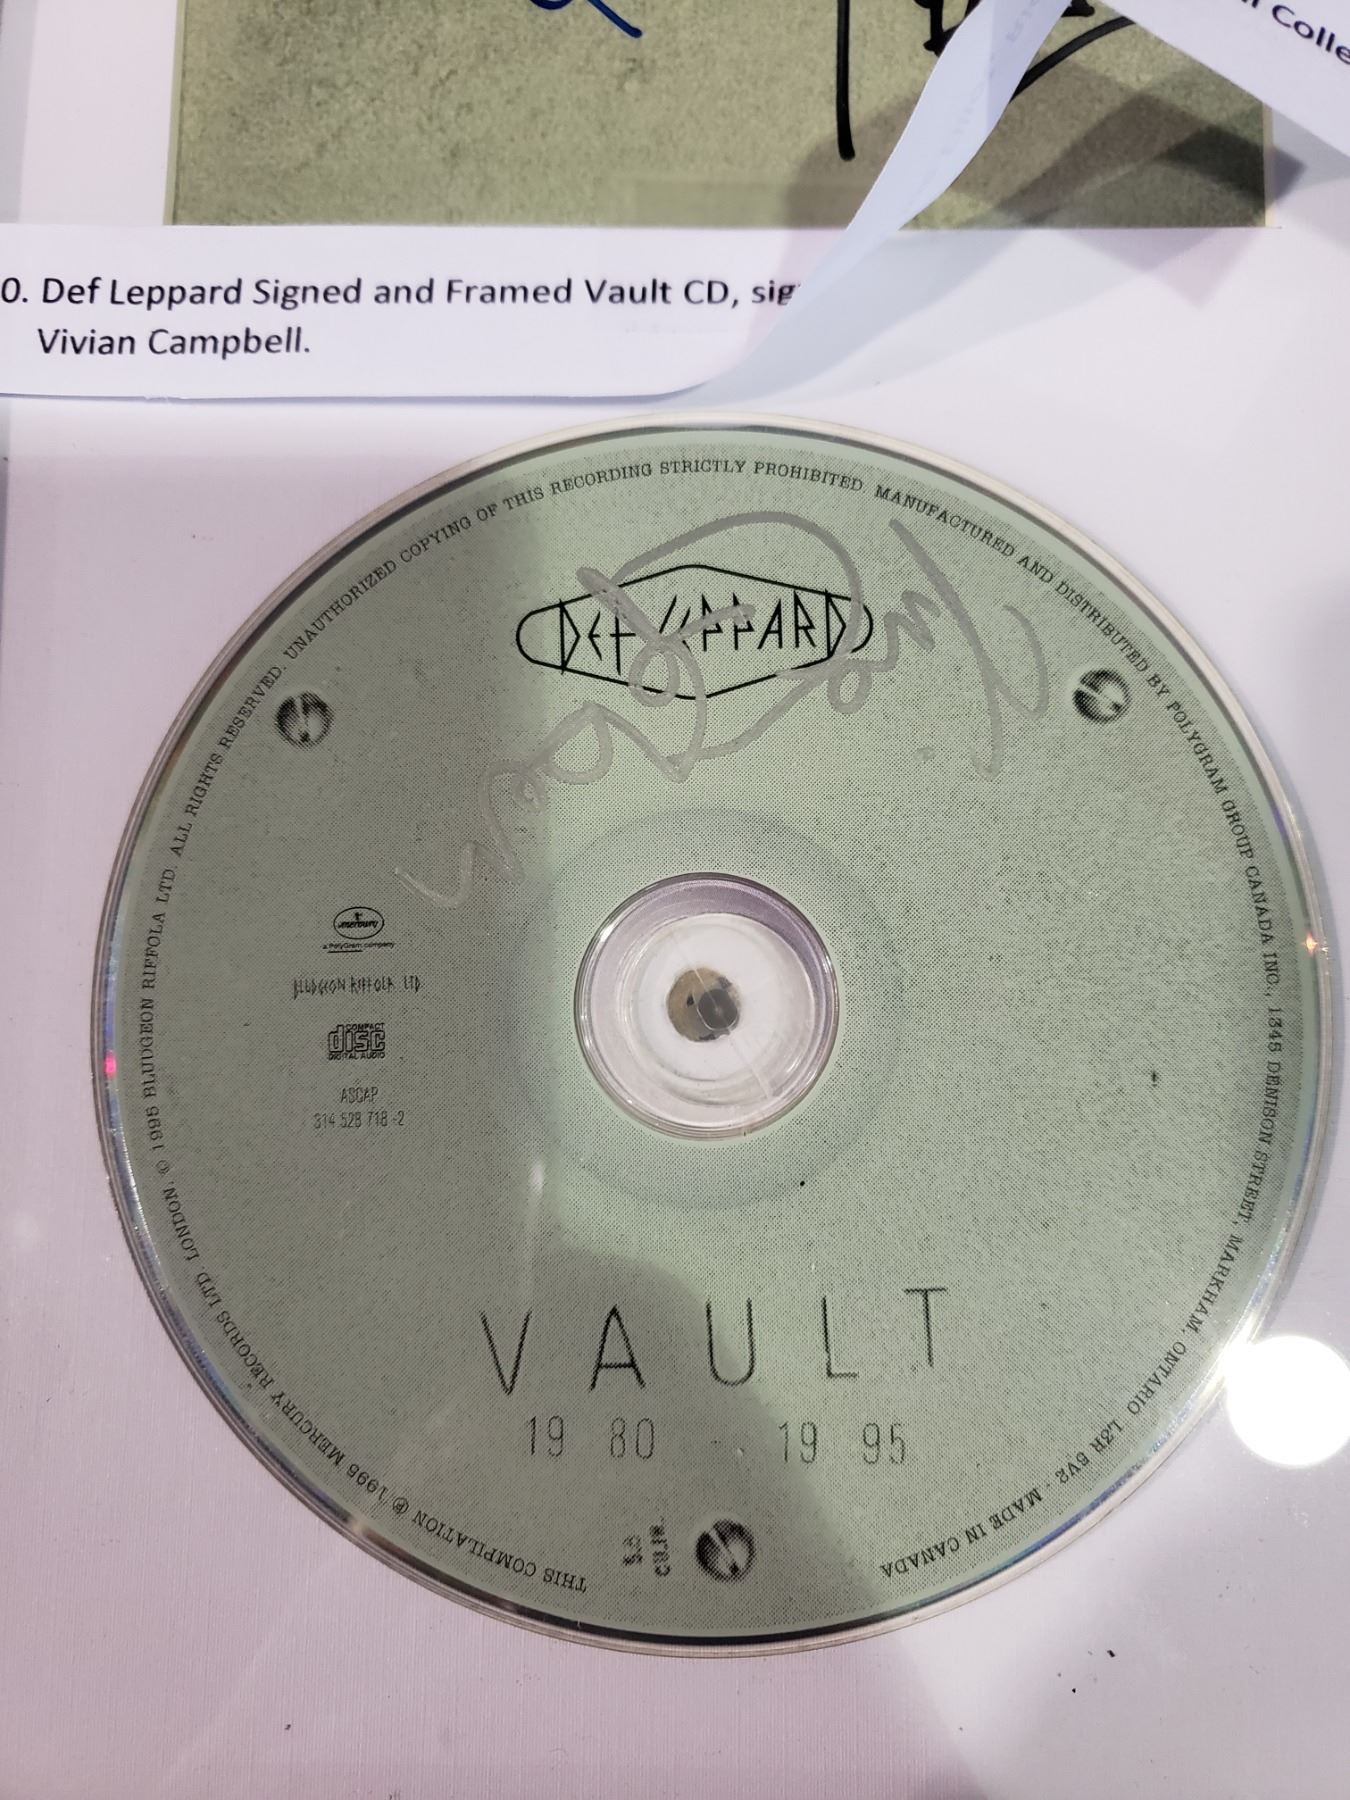 Colle
0. Def Leppard Signed and Framed Vault CD, sig
Vivian Campbell.
THIS COMPILATION ℗ 1995 MERCURY RECORDS LTD. LONDON, © 1995 BLUDGEON RIFFOLA LTD. ALL RIGHTS RESERVED. UNAUTHORIZED COPYING OF THIS RECORDING STRICTLY PROHIBITED. MANUFACTURED AND DISTRIBUTED BY POLYGRAM GROUP CANADA INC., 1345 DENISON STREET, MARKHAM, ONTARIO L3R 5V2 · MADE IN CANADA
DEF LEPPARD
mercury
a PolyGram company
BLUDGEON RIFFOLA LTD
COMPACT
disc
DIGITAL AUDIO
ASCAP
314 528 718-2
VAULT
19 80 - 19 95